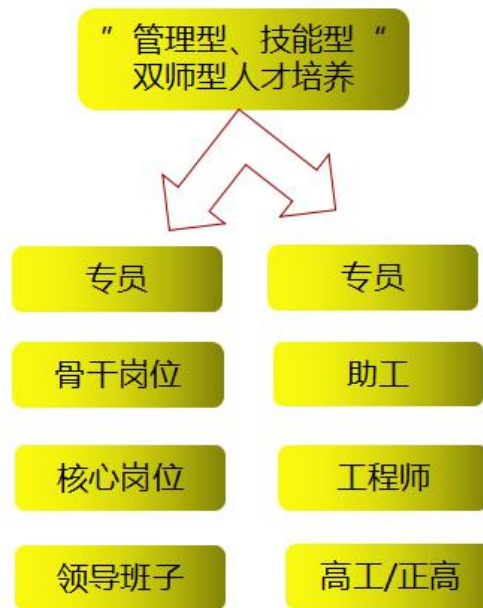 ”管理型、技能型“
双师型人才培养
专员
专员
骨干岗位
助工
核心岗位
工程师
领导班子
高工/正高